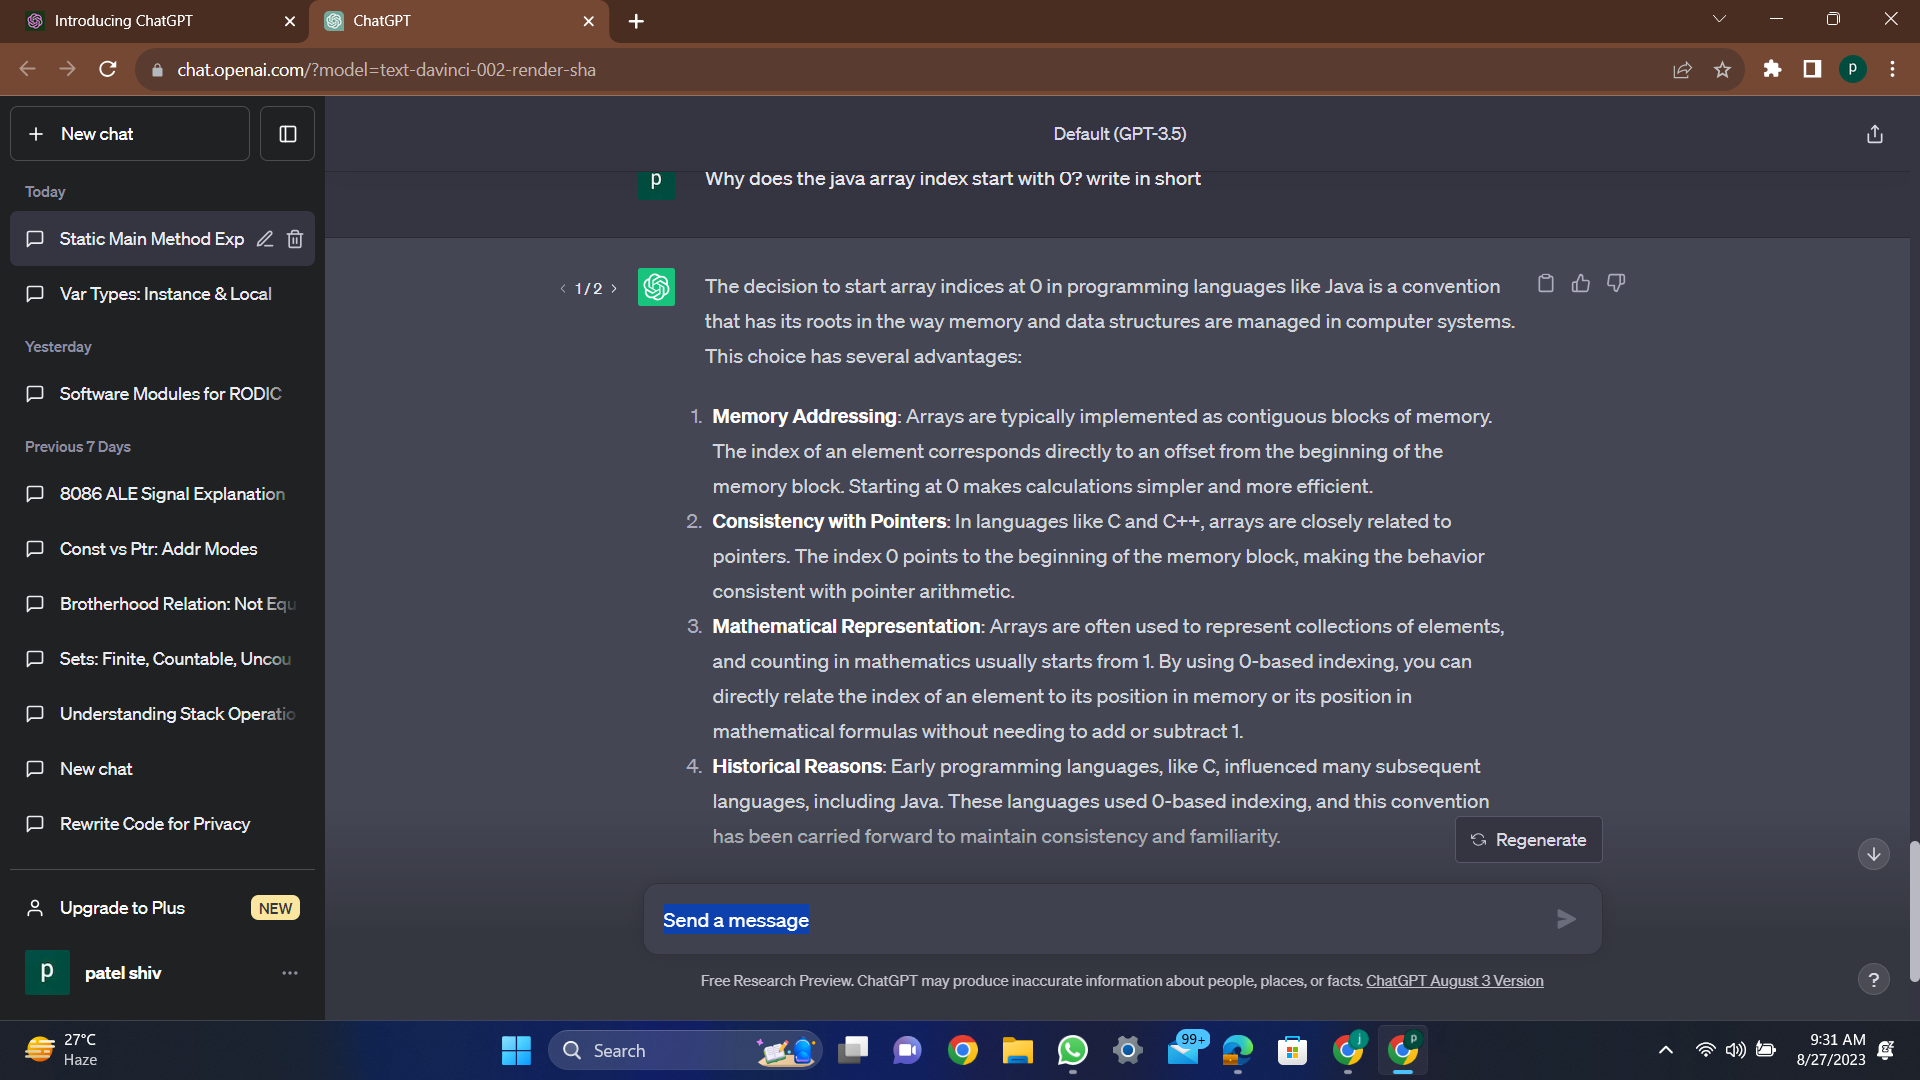 Introducing ChatGPT
ChatGPT
chat.openai.com/?model=text-davinci-002-render-sha
p
New chat
Default (GPT-3.5)
Today
Static Main Method Exp
Var Types: Instance & Local
Yesterday
Software Modules for RODIC
Previous 7 Days
8086 ALE Signal Explanation
Const vs Ptr: Addr Modes
Brotherhood Relation: Not Equ
Sets: Finite, Countable, Uncou
Understanding Stack Operatio
New chat
Rewrite Code for Privacy
Upgrade to Plus NEW
p patel shiv
p Why does the java array index start with 0? write in short
1 / 2
The decision to start array indices at 0 in programming languages like Java is a convention
that has its roots in the way memory and data structures are managed in computer systems.
This choice has several advantages:
1. Memory Addressing: Arrays are typically implemented as contiguous blocks of memory.
The index of an element corresponds directly to an offset from the beginning of the
memory block. Starting at 0 makes calculations simpler and more efficient.
2. Consistency with Pointers: In languages like C and C++, arrays are closely related to
pointers. The index 0 points to the beginning of the memory block, making the behavior
consistent with pointer arithmetic.
3. Mathematical Representation: Arrays are often used to represent collections of elements,
and counting in mathematics usually starts from 1. By using 0-based indexing, you can
directly relate the index of an element to its position in memory or its position in
mathematical formulas without needing to add or subtract 1.
4. Historical Reasons: Early programming languages, like C, influenced many subsequent
languages, including Java. These languages used 0-based indexing, and this convention
has been carried forward to maintain consistency and familiarity.
Regenerate
Send a message
Free Research Preview. ChatGPT may produce inaccurate information about people, places, or facts. ChatGPT August 3 Version
?
27°C
Haze
Search
99+
j
p
9:31 AM
8/27/2023